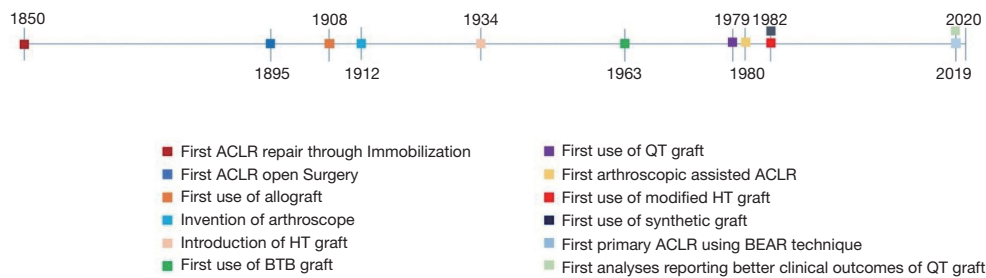 1850
1908
1934
1979 1982
2020
1895
1912
1963
1980
2019
First ACLR repair through Immobilization
First ACLR open Surgery
First use of allograft
Invention of arthroscope
Introduction of HT graft
First use of BTB graft
First use of QT graft
First arthroscopic assisted ACLR
First use of modified HT graft
First use of synthetic graft
First primary ACLR using BEAR technique
First analyses reporting better clinical outcomes of QT graft